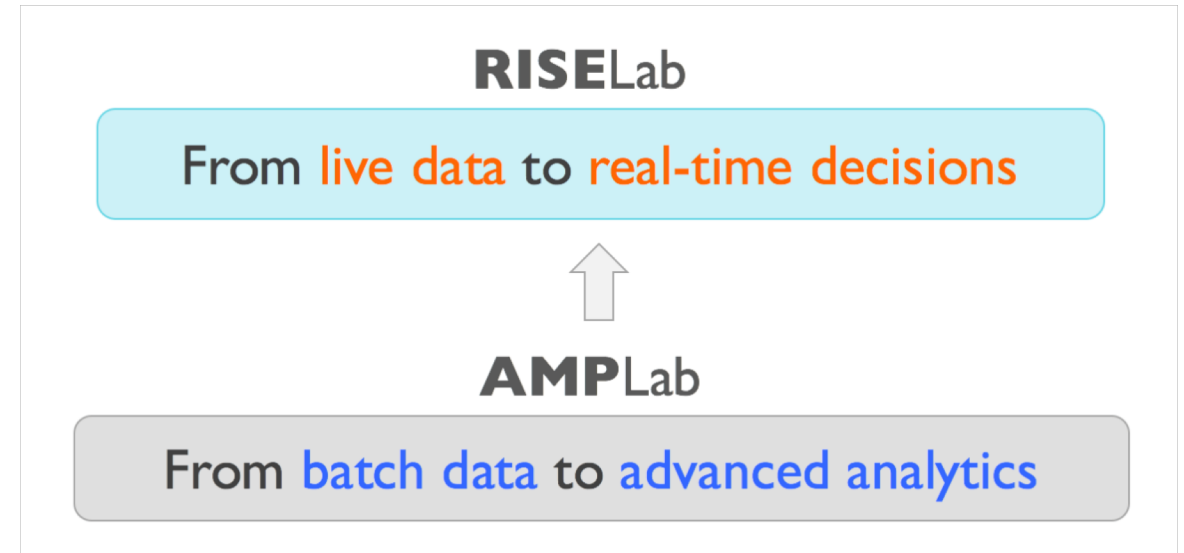 RISELab
From live data to real-time decisions
AMPLab
From batch data to advanced analytics